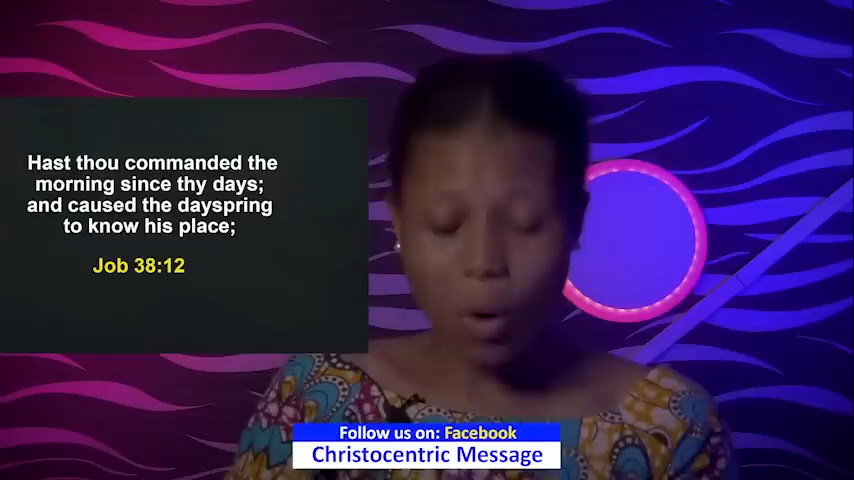 Hast thou commanded the
morning since thy days;
and caused the dayspring
to know his place;
Job 38:12
Follow us on: Facebook
Christocentric Message